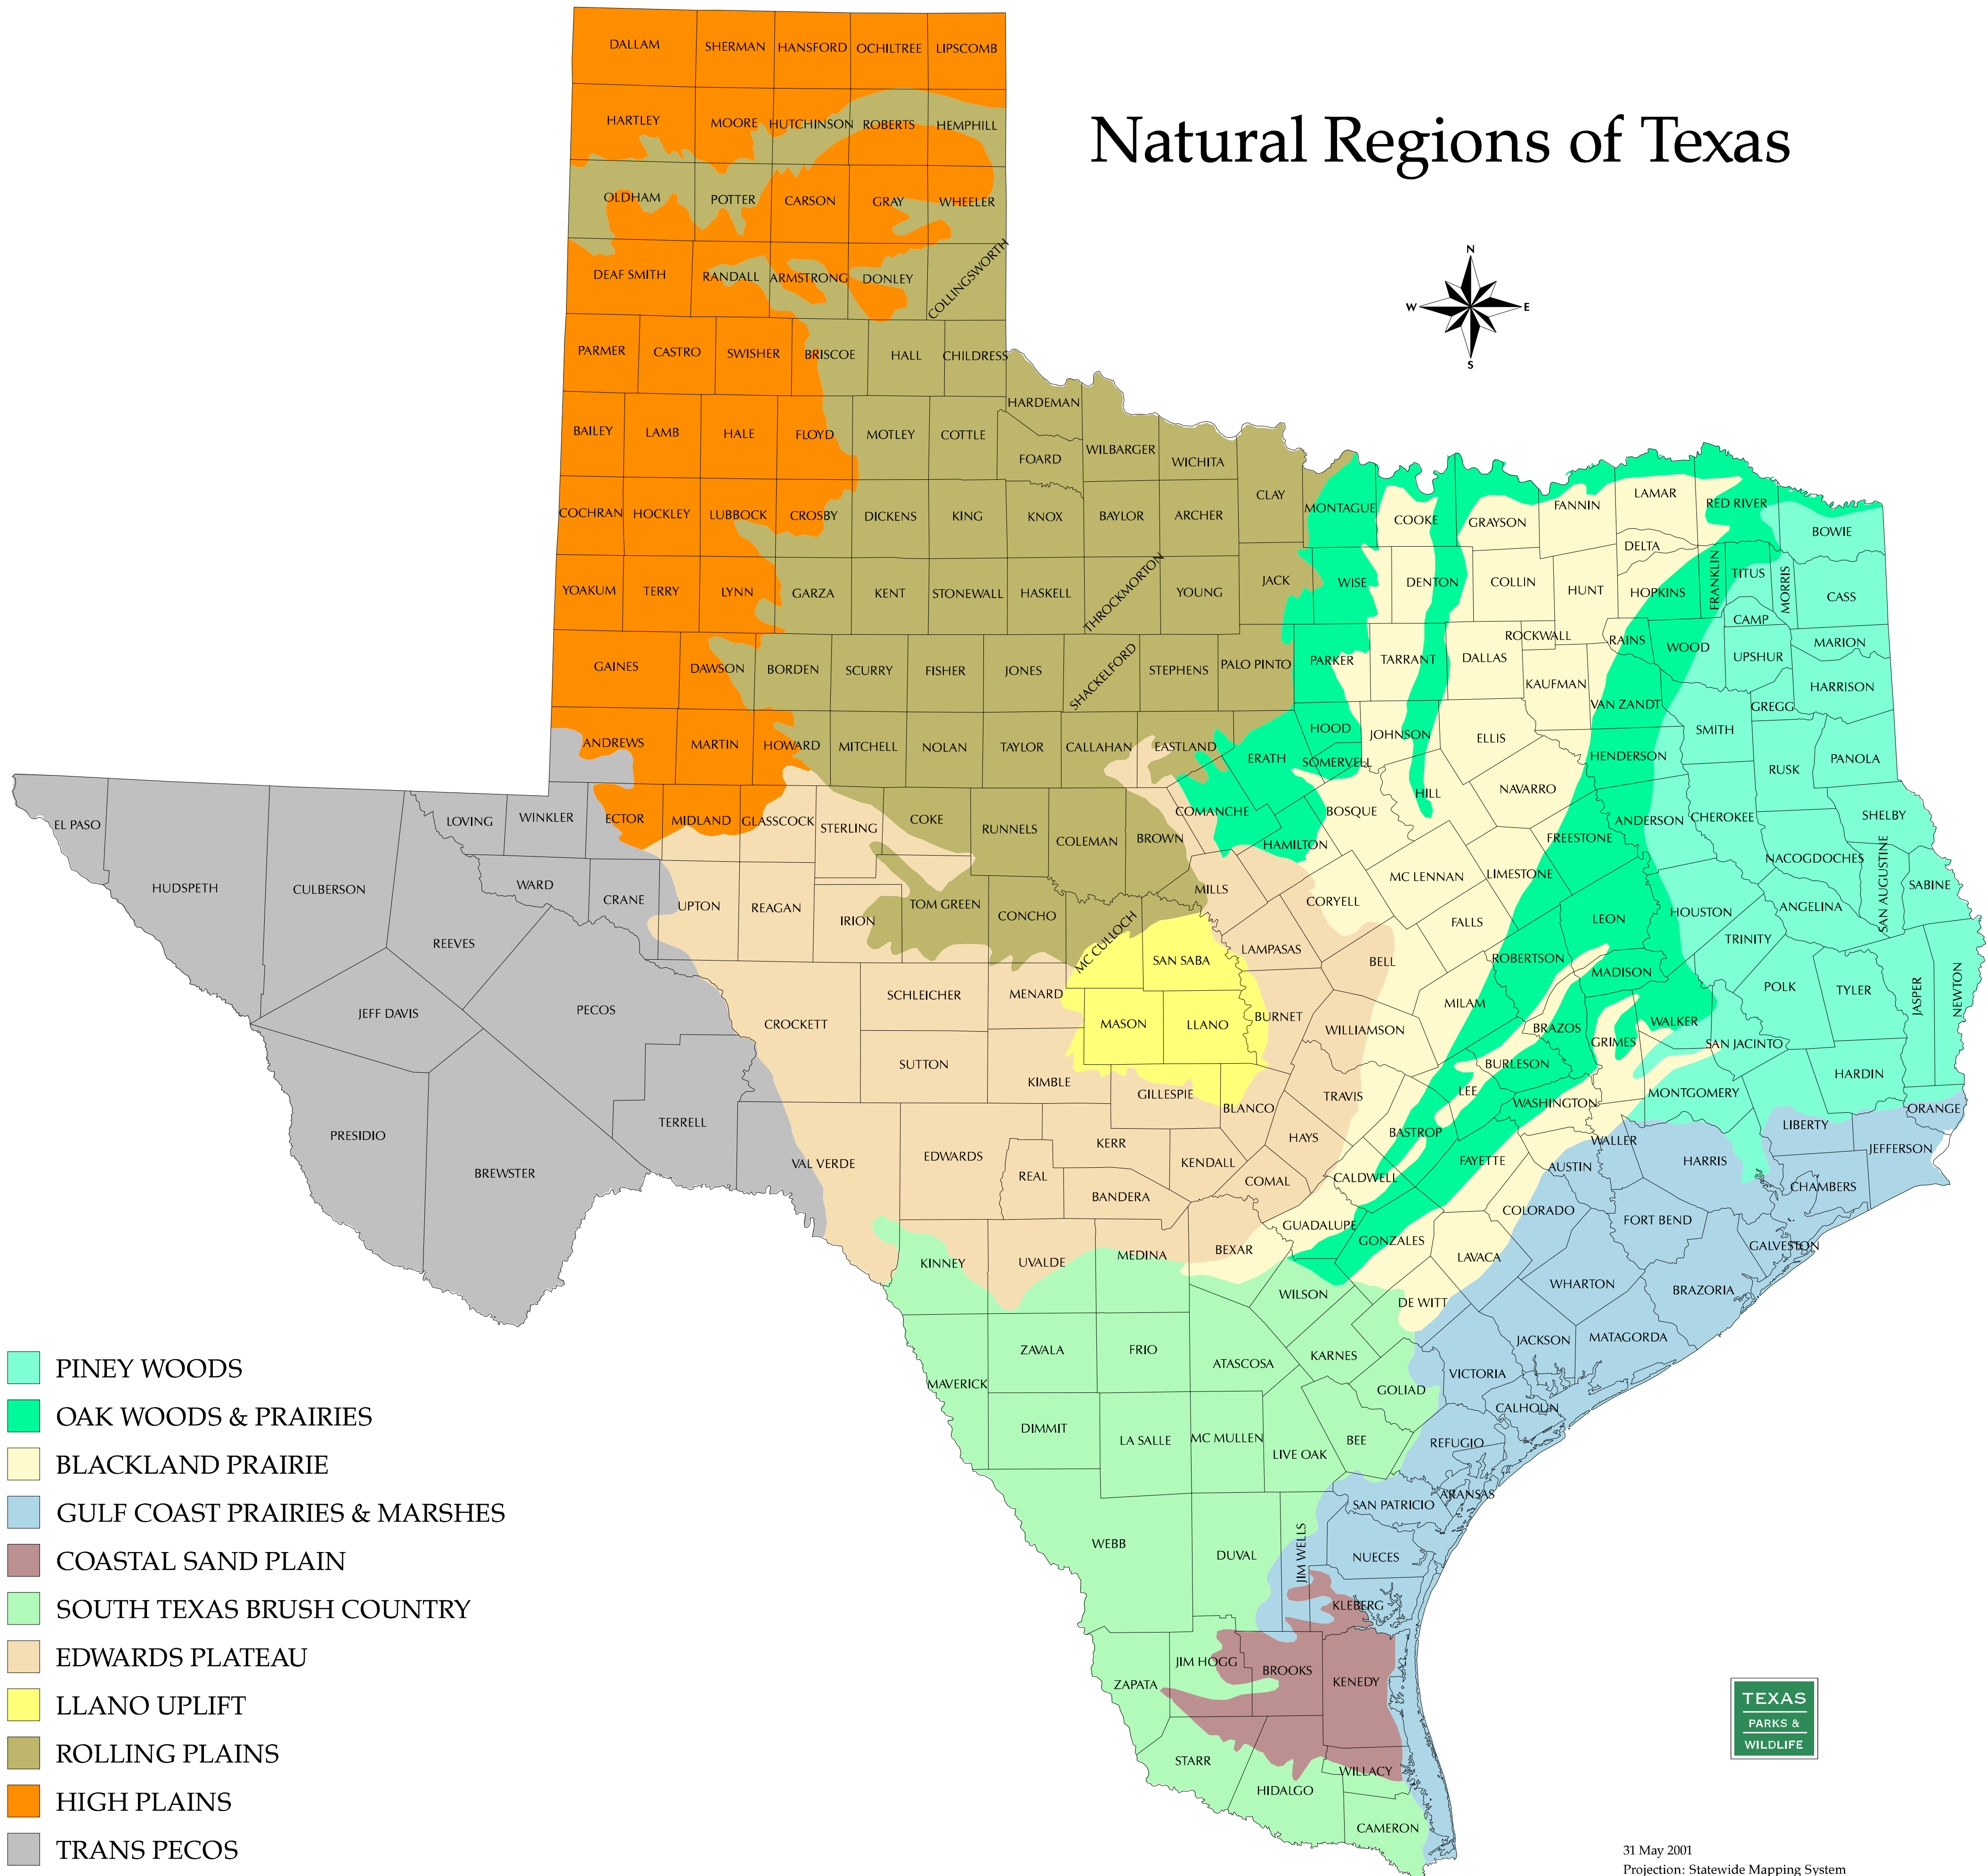 Natural Regions of Texas
N
W E
S
DALLAM SHERMAN HANSFORD OCHILTREE LIPSCOMB
HARTLEY MOORE HUTCHINSON ROBERTS HEMPHILL
OLDHAM POTTER CARSON GRAY WHEELER
DEAF SMITH RANDALL ARMSTRONG DONLEY COLLINGSWORTH
PARMER CASTRO SWISHER BRISCOE HALL CHILDRESS
HARDEMAN
BAILEY LAMB HALE FLOYD MOTLEY COTTLE FOARD WILBARGER WICHITA
CLAY MONTAGUE COOKE GRAYSON FANNIN LAMAR RED RIVER BOWIE
COCHRAN HOCKLEY LUBBOCK CROSBY DICKENS KING KNOX BAYLOR ARCHER
DELTA
YOAKUM TERRY LYNN GARZA KENT STONEWALL HASKELL THROCKMORTON YOUNG JACK WISE DENTON COLLIN HUNT HOPKINS FRANKLIN TITUS MORRIS CASS
CAMP
GAINES DAWSON BORDEN SCURRY FISHER JONES SHACKELFORD STEPHENS PALO PINTO PARKER TARRANT DALLAS ROCKWALL RAINS WOOD UPSHUR MARION
KAUFMAN VAN ZANDT GREGG HARRISON
ANDREWS MARTIN HOWARD MITCHELL NOLAN TAYLOR CALLAHAN EASTLAND ERATH HOOD SOMERVELL JOHNSON ELLIS HENDERSON SMITH RUSK PANOLA
EL PASO LOVING WINKLER ECTOR MIDLAND GLASSCOCK STERLING COKE RUNNELS COLEMAN BROWN COMANCHE HAMILTON BOSQUE HILL NAVARRO FREESTONE ANDERSON CHEROKEE SHELBY
NACOGDOCHES SAN AUGUSTINE SABINE
HUDSPETH CULBERSON REEVES WARD CRANE UPTON REAGAN IRION TOM GREEN CONCHO MC CULLOCH MILLS CORYELL MC LENNAN LIMESTONE
SAN SABA LAMPASAS BELL FALLS LEON HOUSTON ANGELINA
ROBERTSON MADISON TRINITY POLK TYLER JASPER NEWTON
JEFF DAVIS PECOS CROCKETT SCHLEICHER MENARD MASON LLANO BURNET WILLIAMSON MILAM BRAZOS GRIMES WALKER SAN JACINTO
SUTTON KIMBLE GILLESPIE BLANCO TRAVIS LEE BURLESON WASHINGTON MONTGOMERY HARDIN
PRESIDIO BREWSTER TERRELL VAL VERDE EDWARDS REAL KERR KENDALL HAYS BASTROP FAYETTE AUSTIN WALLER HARRIS LIBERTY ORANGE
JEFFERSON CHAMBERS
BANDERA COMAL CALDWELL COLORADO FORT BEND
KINNEY UVALDE MEDINA BEXAR GUADALUPE GONZALES LAVACA GALVESTON
WILSON DE WITT WHARTON BRAZORIA
MAVERICK ZAVALA FRIO ATASCOSA KARNES JACKSON MATAGORDA
GOLIAD VICTORIA CALHOUN
DIMMIT LA SALLE MC MULLEN LIVE OAK BEE REFUGIO
SAN PATRICIO ARANSAS
WEBB DUVAL JIM WELLS NUECES
KLEBERG
ZAPATA JIM HOGG BROOKS KENEDY
STARR HIDALGO WILLACY
CAMERON
PINEY WOODS
OAK WOODS & PRAIRIES
BLACKLAND PRAIRIE
GULF COAST PRAIRIES & MARSHES
COASTAL SAND PLAIN
SOUTH TEXAS BRUSH COUNTRY
EDWARDS PLATEAU
LLANO UPLIFT
ROLLING PLAINS
HIGH PLAINS
TRANS PECOS
TEXAS
PARKS &
WILDLIFE
31 May 2001
Projection: Statewide Mapping System